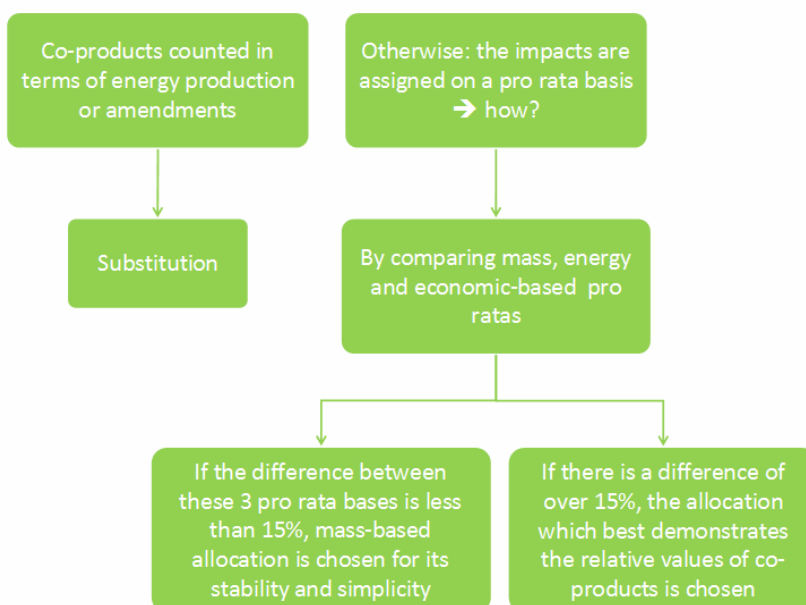 Co-products counted in
terms of energy production
or amendments
Otherwise: the impacts are
assigned on a pro rata basis
➔ how?
Substitution
By comparing mass, energy
and economic-based pro
ratas
If the difference between
these 3 pro rata bases is less
than 15%, mass-based
allocation is chosen for its
stability and simplicity
If there is a difference of
over 15%, the allocation
which best demonstrates
the relative values of co-
products is chosen